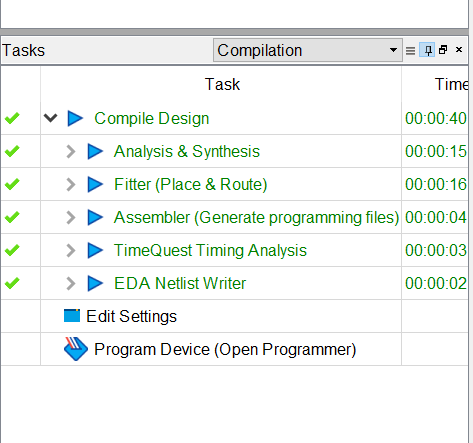 Tasks Compilation
Task Time
Compile Design 00:00:40
Analysis & Synthesis 00:00:15
Fitter (Place & Route) 00:00:16
Assembler (Generate programming files) 00:00:04
TimeQuest Timing Analysis 00:00:03
EDA Netlist Writer 00:00:02
Edit Settings
Program Device (Open Programmer)